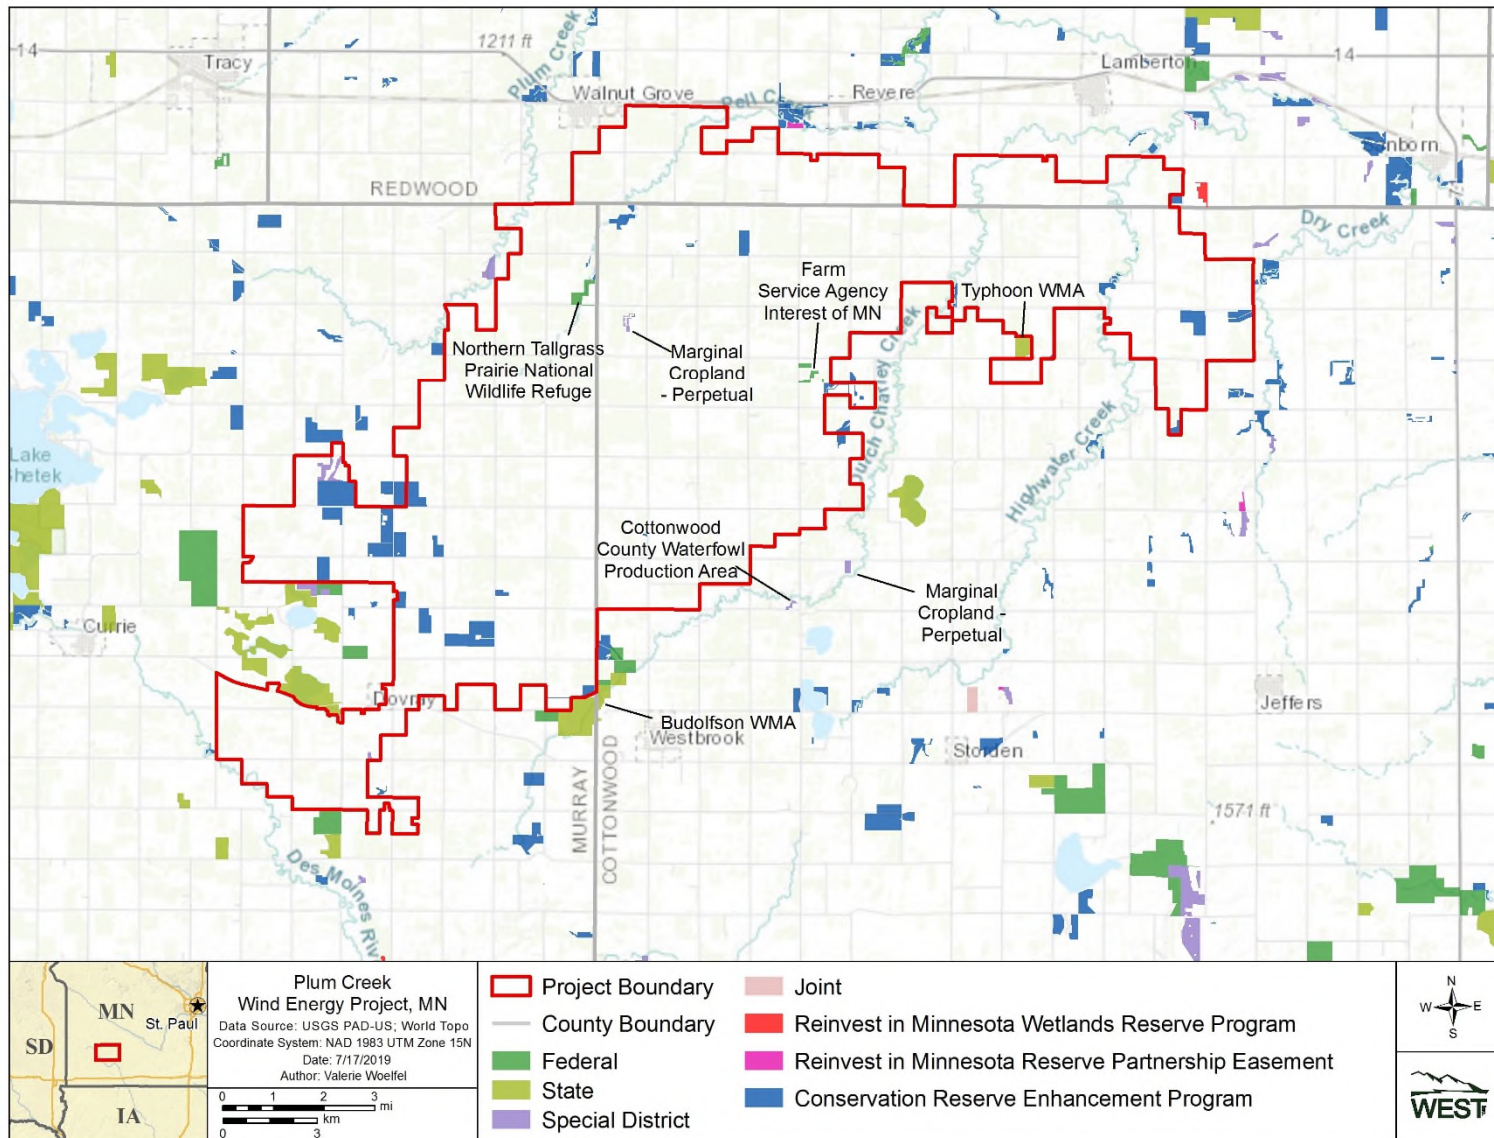 14
Tracy
1211 ft
Plum Creek
Walnut Grove
Pell Creek
Revere
Lamberton
14
Sanborn
REDWOOD
Dry Creek
Farm
Service Agency
Interest of MN
Typhoon WMA
Northern Tallgrass
Prairie National
Wildlife Refuge
Marginal
Cropland
- Perpetual
Lake
Shetek
Highwater Creek
Cottonwood
County Waterfowl
Production Area
Marginal
Cropland -
Perpetual
Currie
Dovray
Budolfson WMA
Westbrook
Jeffers
Storden
MURRAY
COTTONWOOD
1571 ft
Des Moines Riv
MN
St. Paul
SD
IA
Plum Creek
Wind Energy Project, MN
Data Source: USGS PAD-US; World Topo
Coordinate System: NAD 1983 UTM Zone 15N
Date: 7/17/2019
Author: Valerie Woelfel
0 1 2 3
mi
km
0 3
Project Boundary
County Boundary
Federal
State
Special District
Joint
Reinvest in Minnesota Wetlands Reserve Program
Reinvest in Minnesota Reserve Partnership Easement
Conservation Reserve Enhancement Program
N
W E
S
WEST